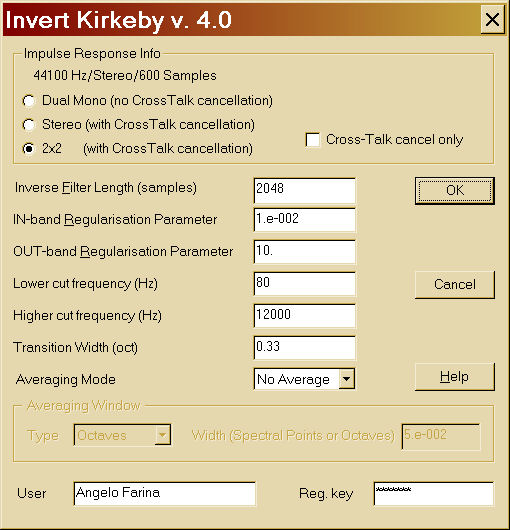 Invert Kirkeby v. 4.0
Impulse Response Info
44100 Hz/Stereo/600 Samples
Dual Mono (no CrossTalk cancellation)
Stereo (with CrossTalk cancellation)
2x2 (with CrossTalk cancellation)
Cross-Talk cancel only
Inverse Filter Length (samples) 2048 OK
IN-band Regularisation Parameter 1.e-002
OUT-band Regularisation Parameter 10.
Lower cut frequency (Hz) 80 Cancel
Higher cut frequency (Hz) 12000
Transition Width (oct) 0.33
Averaging Mode No Average Help
Averaging Window
Type Octaves Width (Spectral Points or Octaves) 5.e-002
User Angelo Farina Reg. key ********